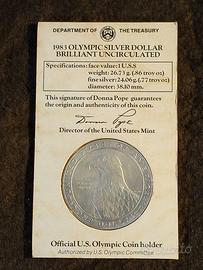 DEPARTMENT OF THE TREASURY
1983 OLYMPIC SILVER DOLLAR
BRILLIANT UNCIRCULATED
Specifications: face value: 1 U.S.$
weight: 26.73 g. (.86 troy oz)
fine silver: 24.06 g. (.77 troy oz)
diameter: 38.10 mm.
This signature of Donna Pope guarantees
the origin and authenticity of this coin.
Donna Pope
Director of the United States Mint
Official U.S. Olympic Coin holder
Authorized by U.S. Olympic Committee